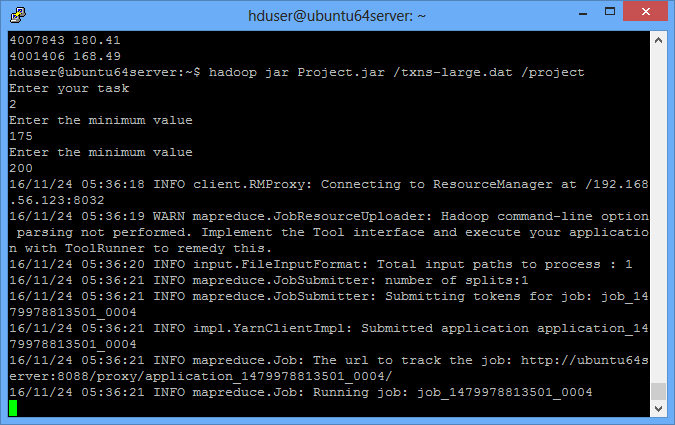 hduser@ubuntu64server: ~
4007843 180.41
4001406 168.49
hduser@ubuntu64server:~$ hadoop jar Project.jar /txns-large.dat /project
Enter your task
2
Enter the minimum value
175
Enter the minimum value
200
16/11/24 05:36:18 INFO client.RMProxy: Connecting to ResourceManager at /192.168
.56.123:8032
16/11/24 05:36:19 WARN mapreduce.JobResourceUploader: Hadoop command-line option
 parsing not performed. Implement the Tool interface and execute your applicatio
n with ToolRunner to remedy this.
16/11/24 05:36:20 INFO input.FileInputFormat: Total input paths to process : 1
16/11/24 05:36:21 INFO mapreduce.JobSubmitter: number of splits:1
16/11/24 05:36:21 INFO mapreduce.JobSubmitter: Submitting tokens for job: job_14
79978813501_0004
16/11/24 05:36:21 INFO impl.YarnClientImpl: Submitted application application_14
79978813501_0004
16/11/24 05:36:21 INFO mapreduce.Job: The url to track the job: http://ubuntu64s
erver:8088/proxy/application_1479978813501_0004/
16/11/24 05:36:21 INFO mapreduce.Job: Running job: job_1479978813501_0004